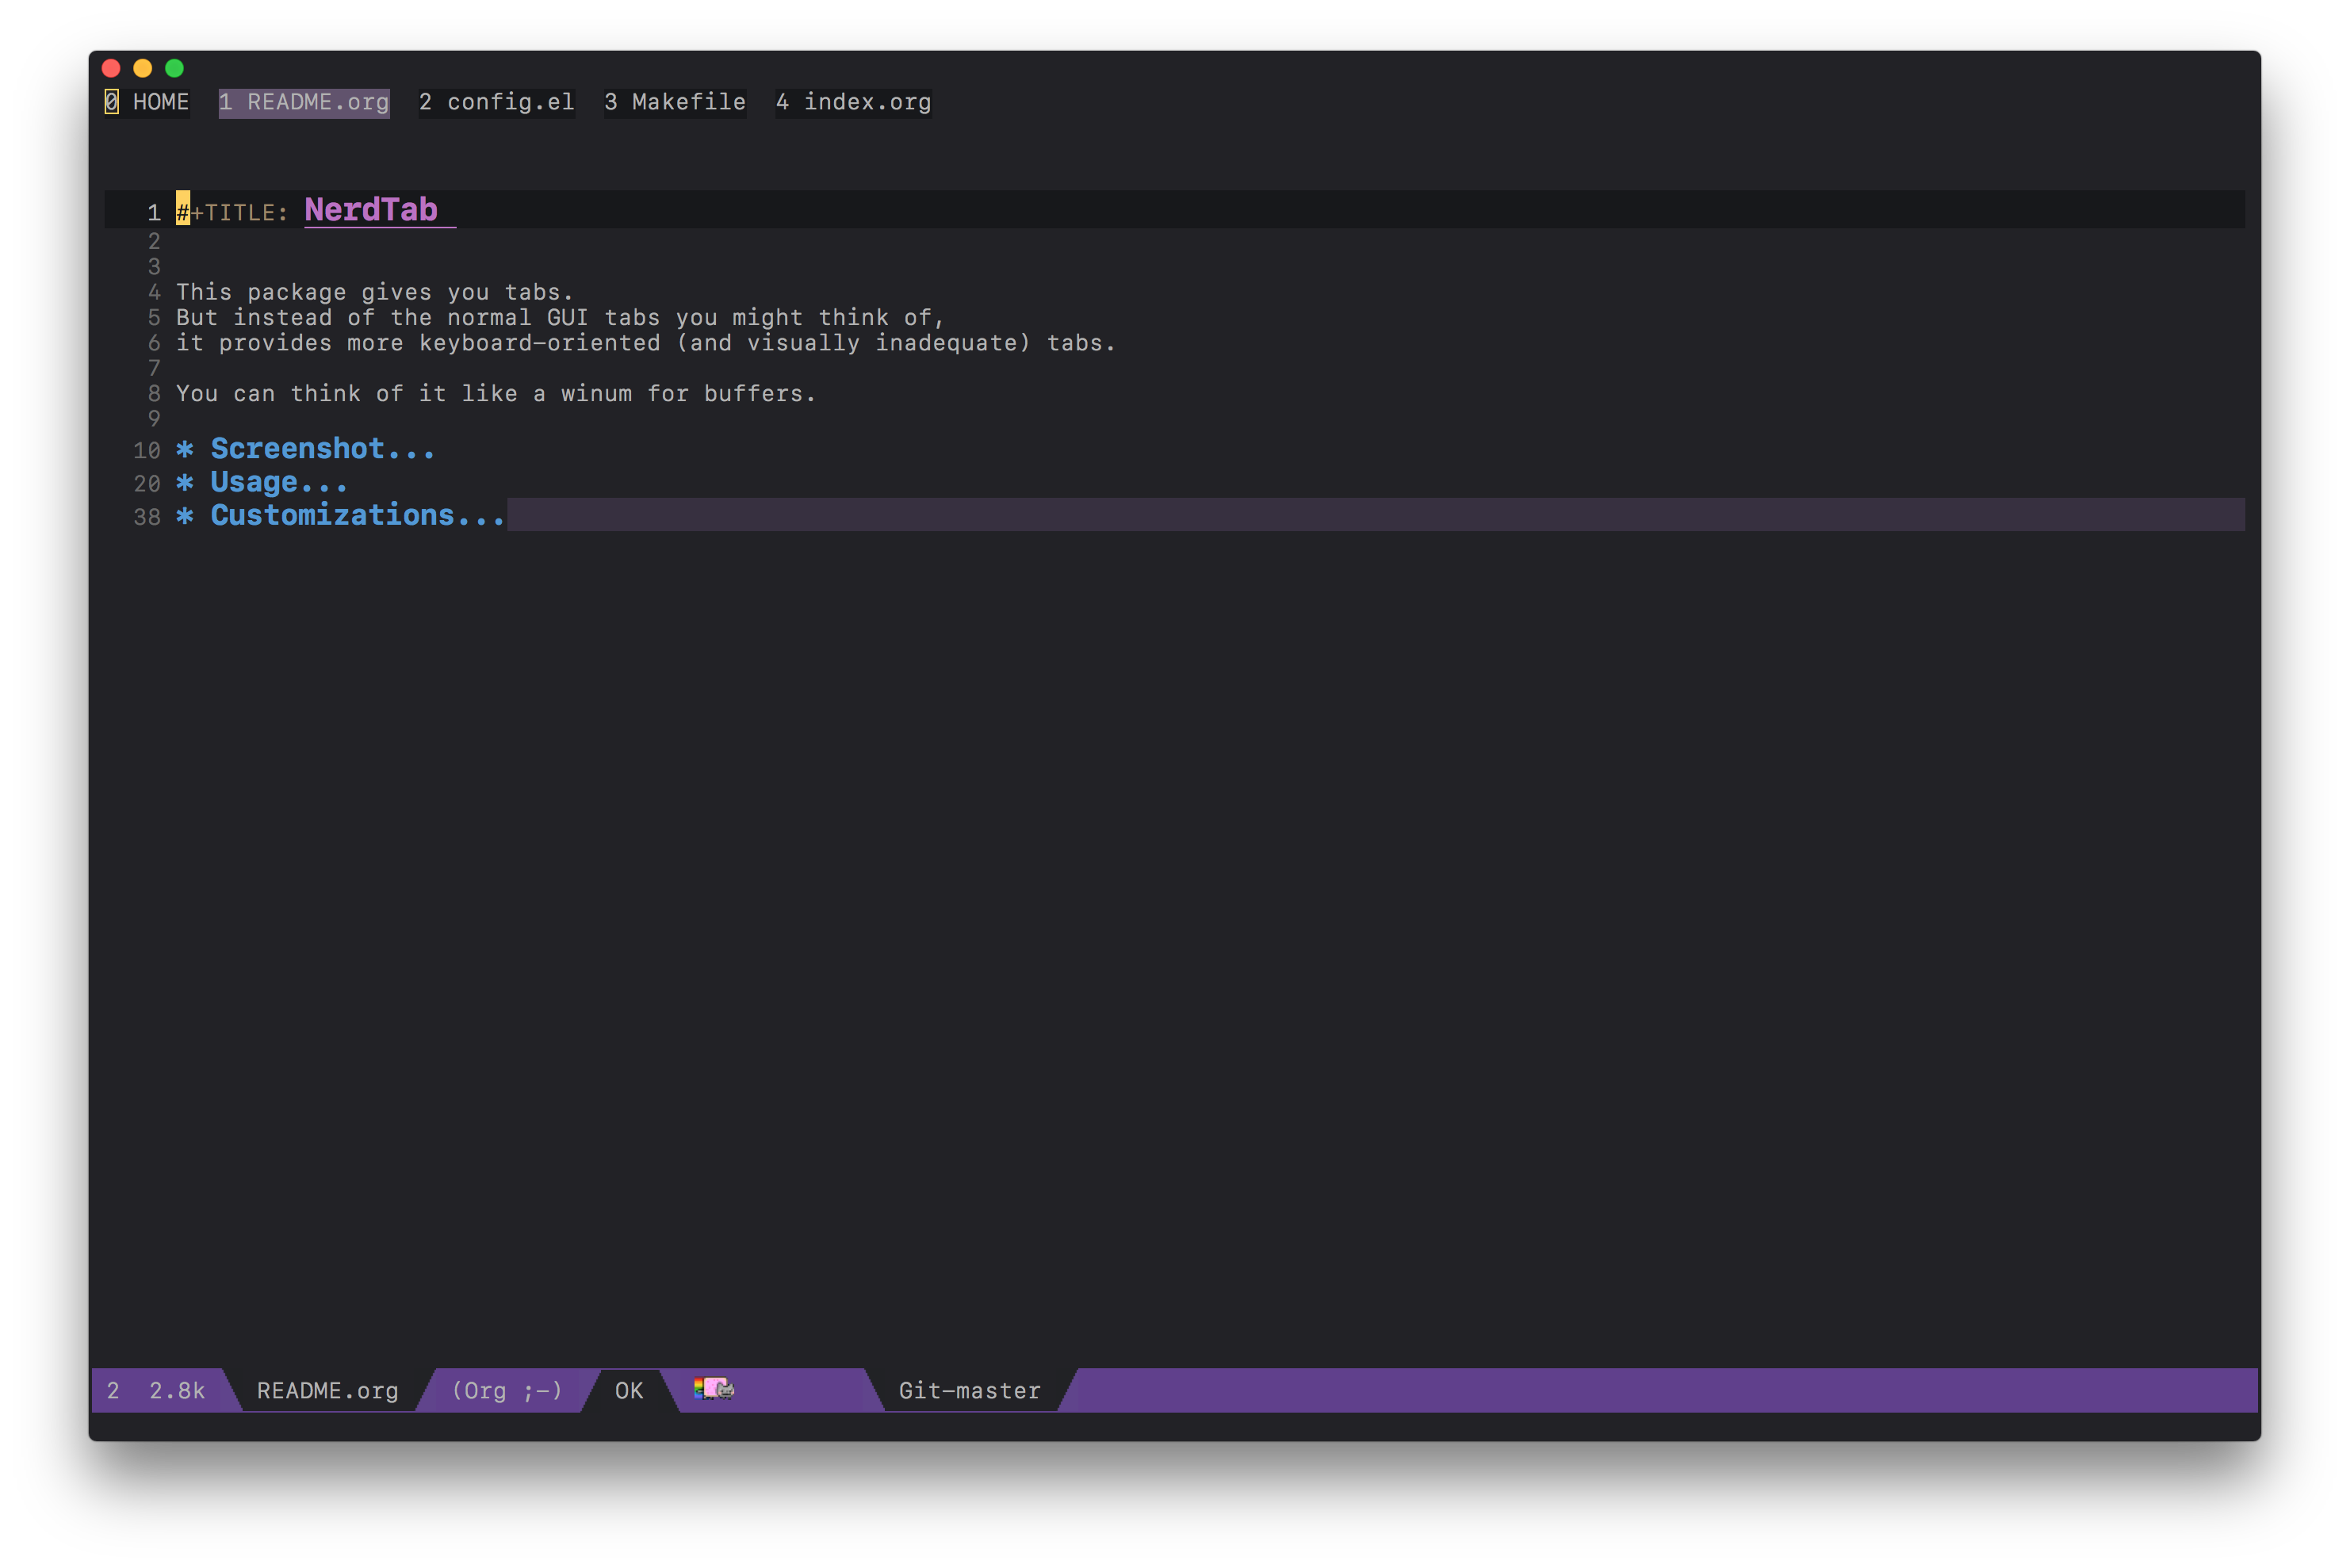 0 HOME  1 README.org  2 config.el  3 Makefile  4 index.org
1 #+TITLE: NerdTab
2
3
4 This package gives you tabs.
5 But instead of the normal GUI tabs you might think of,
6 it provides more keyboard-oriented (and visually inadequate) tabs.
7
8 You can think of it like a winum for buffers.
9
10 * Screenshot...
20 * Usage...
38 * Customizations...
2  2.8k  README.org  (Org ;-)  OK  Git-master